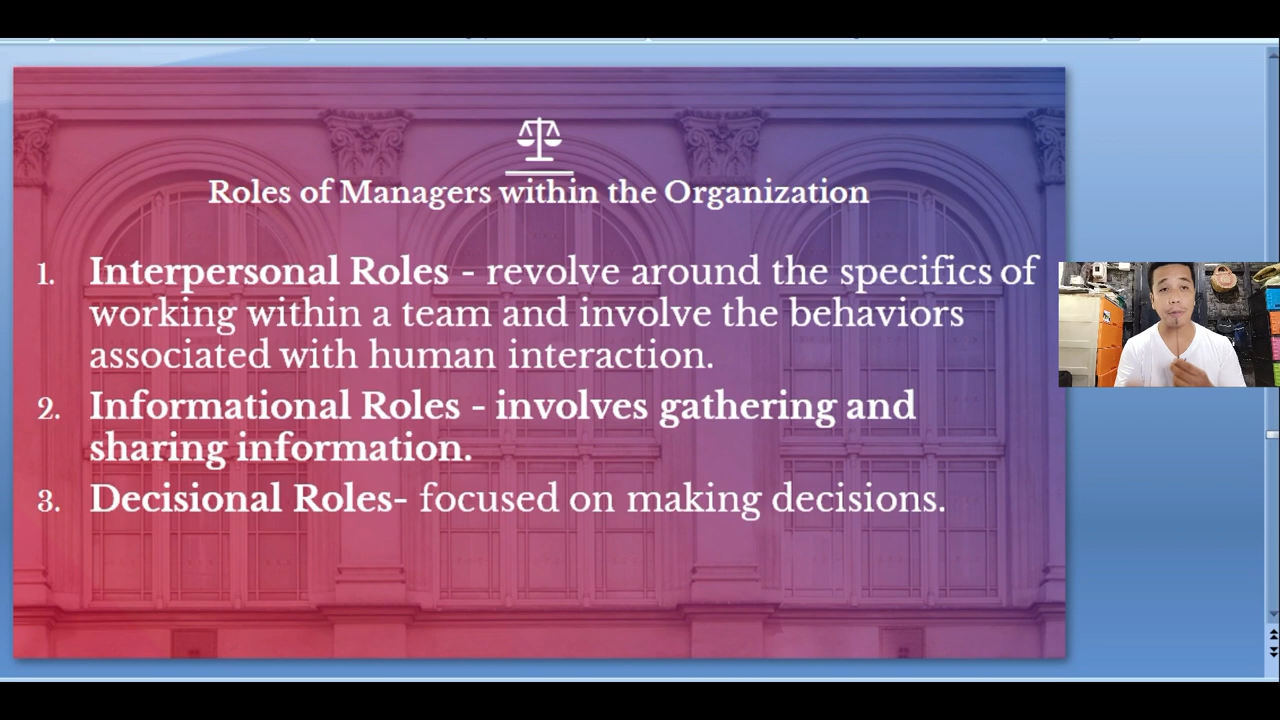 Roles of Managers within the Organization
1. Interpersonal Roles - revolve around the specifics of
working within a team and involve the behaviors
associated with human interaction.
2. Informational Roles - involves gathering and
sharing information.
3. Decisional Roles- focused on making decisions.